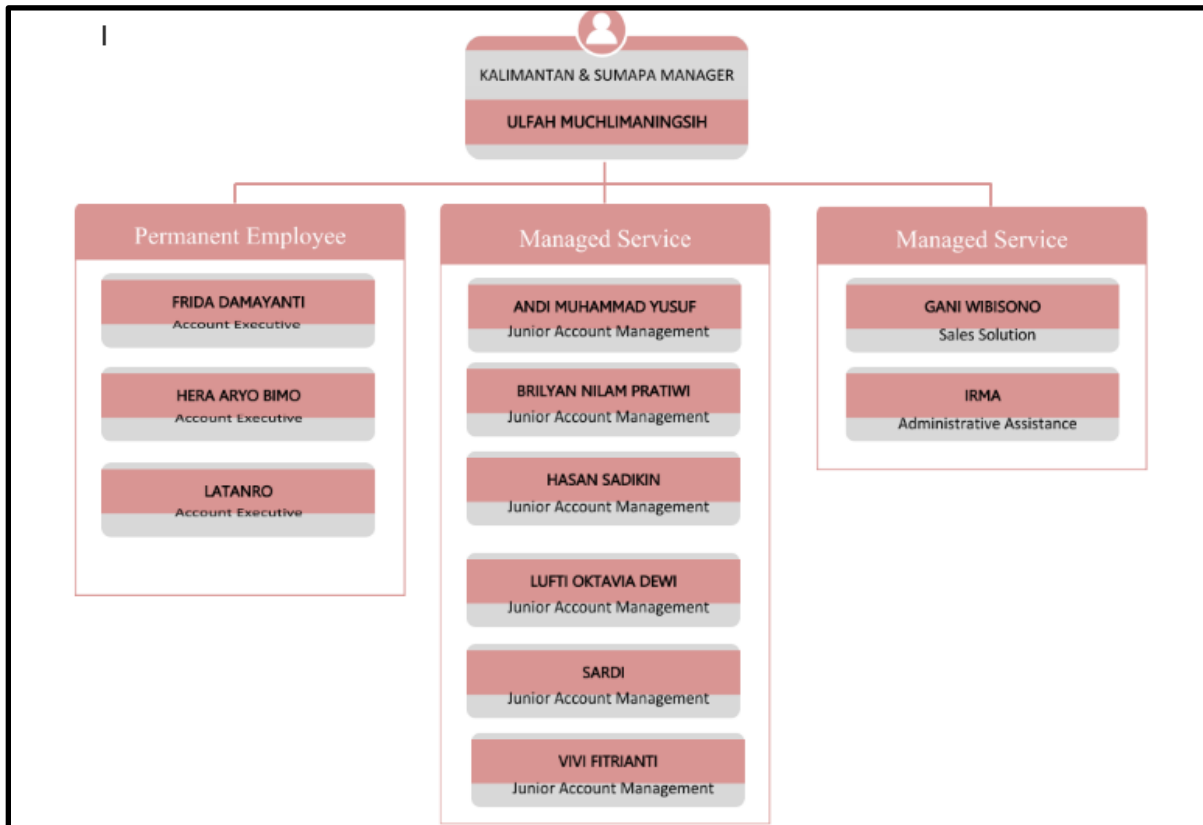 I
KALIMANTAN & SUMAPA MANAGER
ULFAH MUCHLIMANINGSIH
Permanent Employee
FRIDA DAMAYANTI
Account Executive
HERA ARYO BIMO
Account Executive
LATANRO
Account Executive
Managed Service
ANDI MUHAMMAD YUSUF
Junior Account Management
BRILYAN NILAM PRATIWI
Junior Account Management
HASAN SADIKIN
Junior Account Management
LUFTI OKTAVIA DEWI
Junior Account Management
SARDI
Junior Account Management
VIVI FITRIANTI
Junior Account Management
Managed Service
GANI WIBISONO
Sales Solution
IRMA
Administrative Assistance